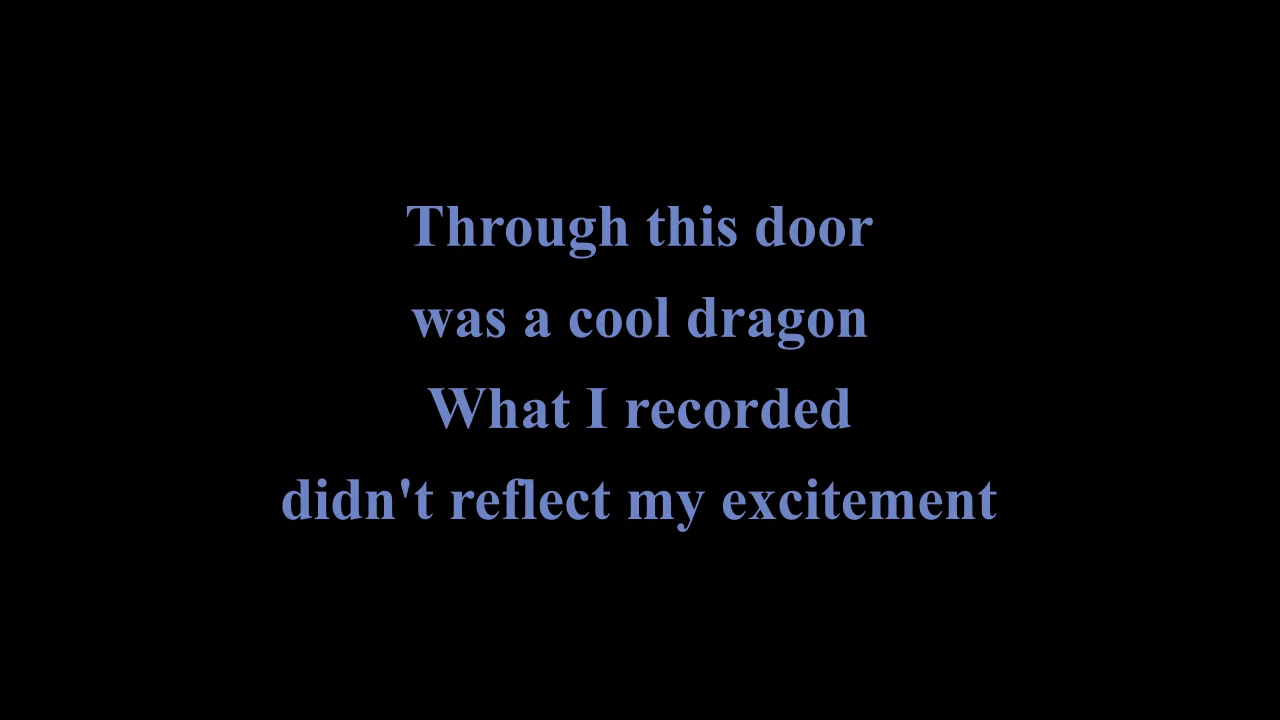 Through this door
was a cool dragon
What I recorded
didn't reflect my excitement